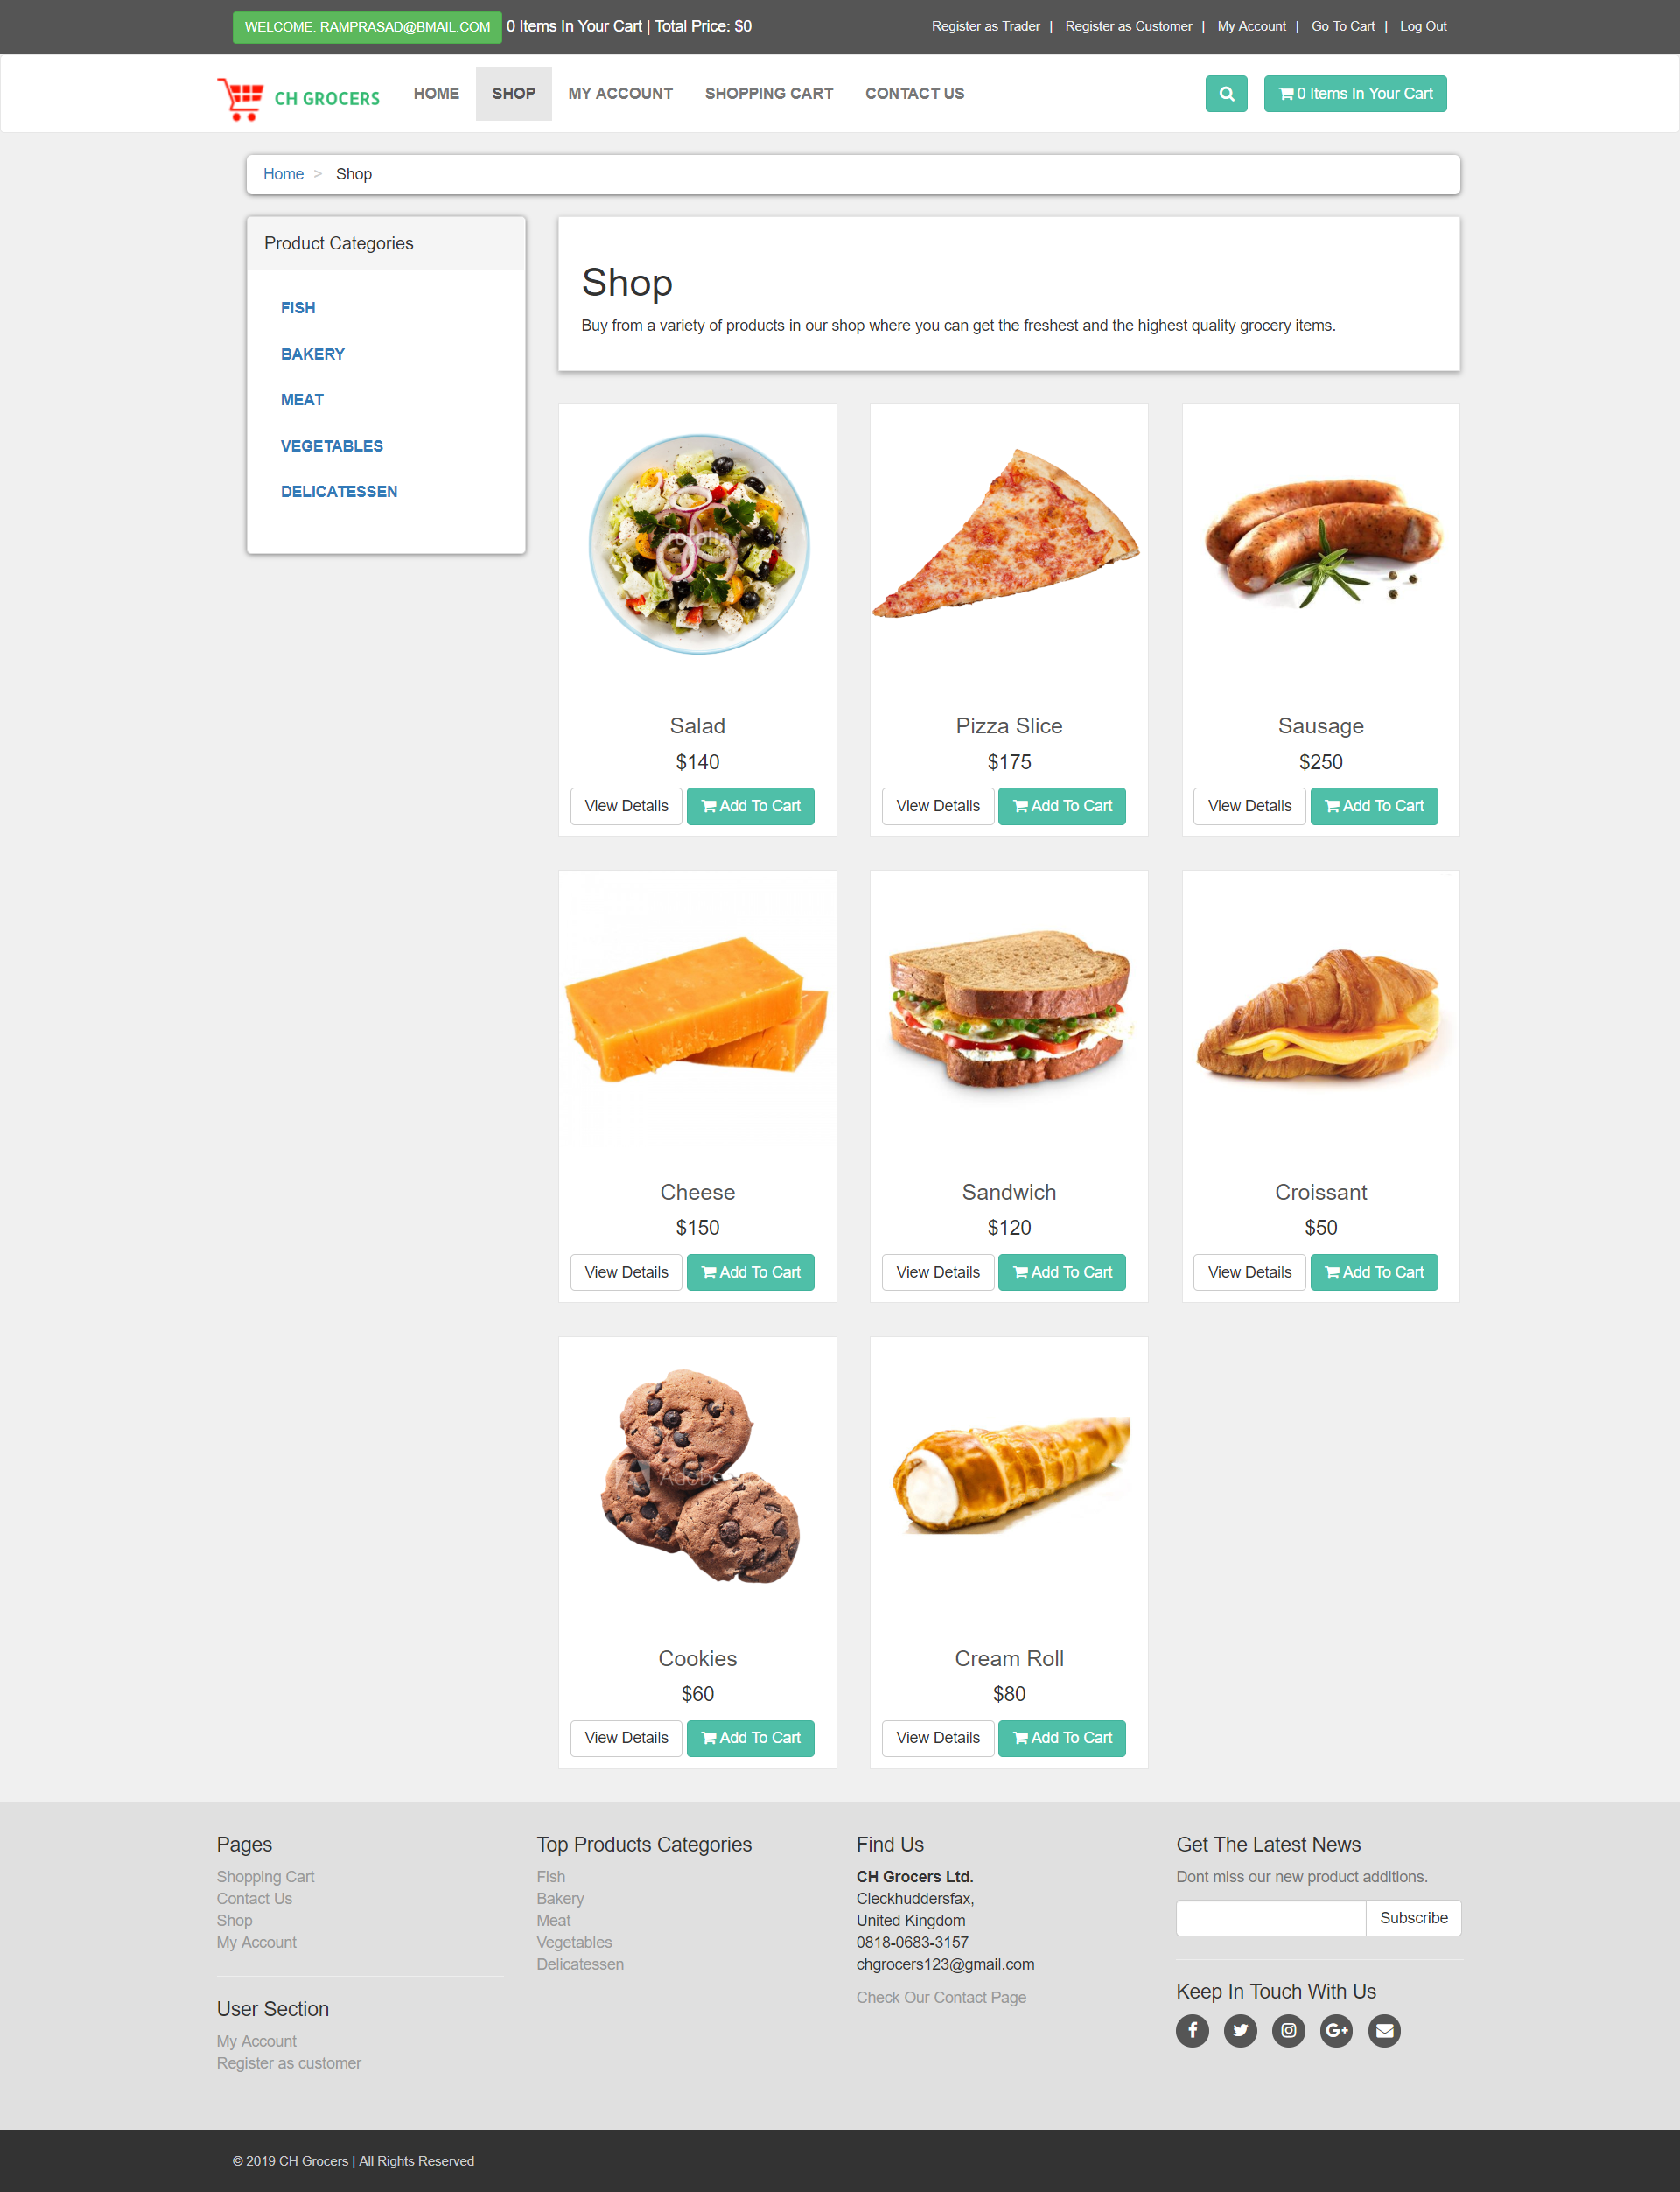 WELCOME: RAMPRASAD@BMAIL.COM 0 Items In Your Cart | Total Price: $0
Register as Trader | Register as Customer | My Account | Go To Cart | Log Out
CH GROCERS
HOME SHOP MY ACCOUNT SHOPPING CART CONTACT US
0 Items In Your Cart
Home > Shop
Product Categories
FISH
BAKERY
MEAT
VEGETABLES
DELICATESSEN
Shop
Buy from a variety of products in our shop where you can get the freshest and the highest quality grocery items.
Salad
$140
View Details Add To Cart
Pizza Slice
$175
View Details Add To Cart
Sausage
$250
View Details Add To Cart
Cheese
$150
View Details Add To Cart
Sandwich
$120
View Details Add To Cart
Croissant
$50
View Details Add To Cart
Cookies
$60
View Details Add To Cart
Cream Roll
$80
View Details Add To Cart
Pages
Shopping Cart
Contact Us
Shop
My Account
User Section
My Account
Register as customer
Top Products Categories
Fish
Bakery
Meat
Vegetables
Delicatessen
Find Us
CH Grocers Ltd.
Cleckhuddersfax,
United Kingdom
0818-0683-3157
chgrocers123@gmail.com
Check Our Contact Page
Get The Latest News
Dont miss our new product additions.
Subscribe
Keep In Touch With Us
© 2019 CH Grocers | All Rights Reserved